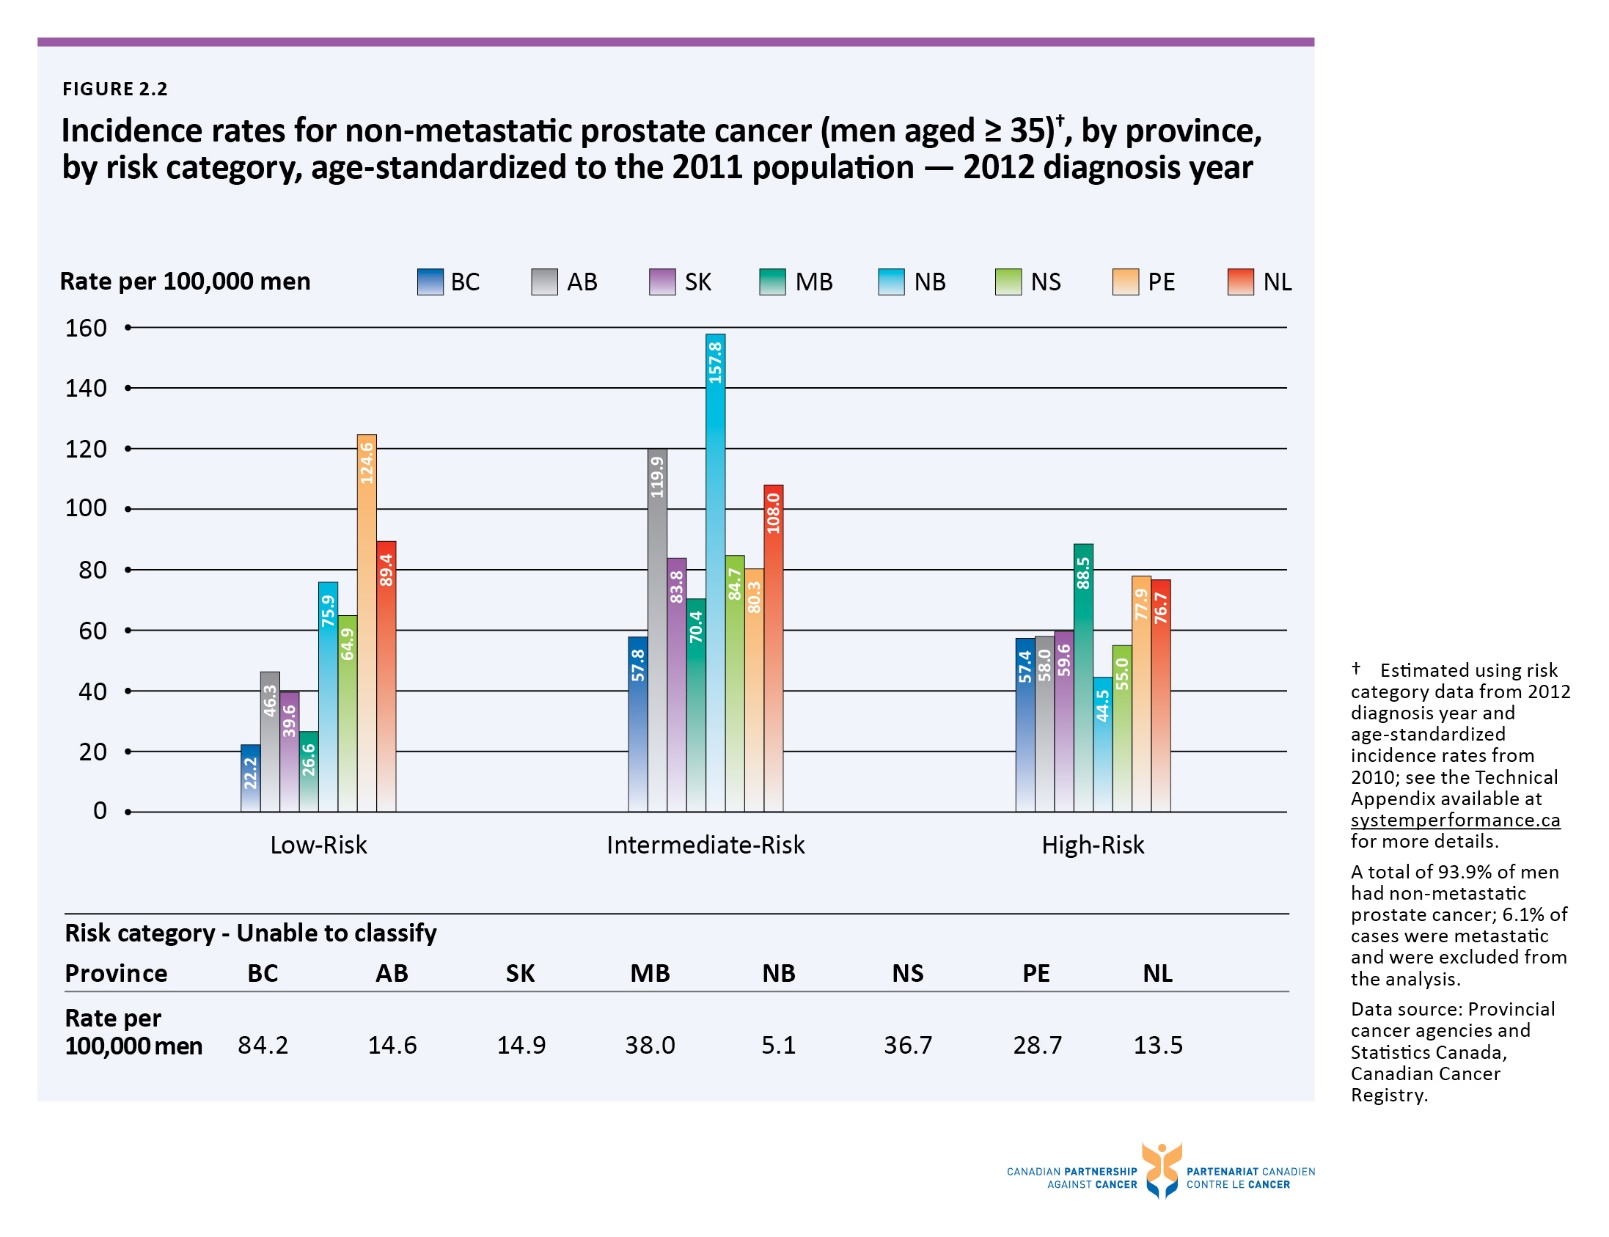 FIGURE 2.2
Incidence rates for non-metastatic prostate cancer (men aged ≥ 35)†, by province,
by risk category, age-standardized to the 2011 population — 2012 diagnosis year
Rate per 100,000 men
BC AB SK MB NB NS PE NL
160
140
120
100
80
60
40
20
0
22.2 46.3 39.6 26.6 75.9 64.9 124.6 89.4
57.8 119.9 83.8 70.4 157.8 84.7 80.3 108.0
57.4 58.0 59.6 88.5 44.5 55.0 77.9 76.7
Low-Risk Intermediate-Risk High-Risk
Risk category - Unable to classify
Province BC AB SK MB NB NS PE NL
Rate per
100,000 men 84.2 14.6 14.9 38.0 5.1 36.7 28.7 13.5
† Estimated using risk
category data from 2012
diagnosis year and
age-standardized
incidence rates from
2010; see the Technical
Appendix available at
systemperformance.ca
for more details.
A total of 93.9% of men
had non-metastatic
prostate cancer; 6.1% of
cases were metastatic
and were excluded from
the analysis.
Data source: Provincial
cancer agencies and
Statistics Canada,
Canadian Cancer
Registry.
CANADIAN PARTNERSHIP
AGAINST CANCER
PARTENARIAT CANADIEN
CONTRE LE CANCER